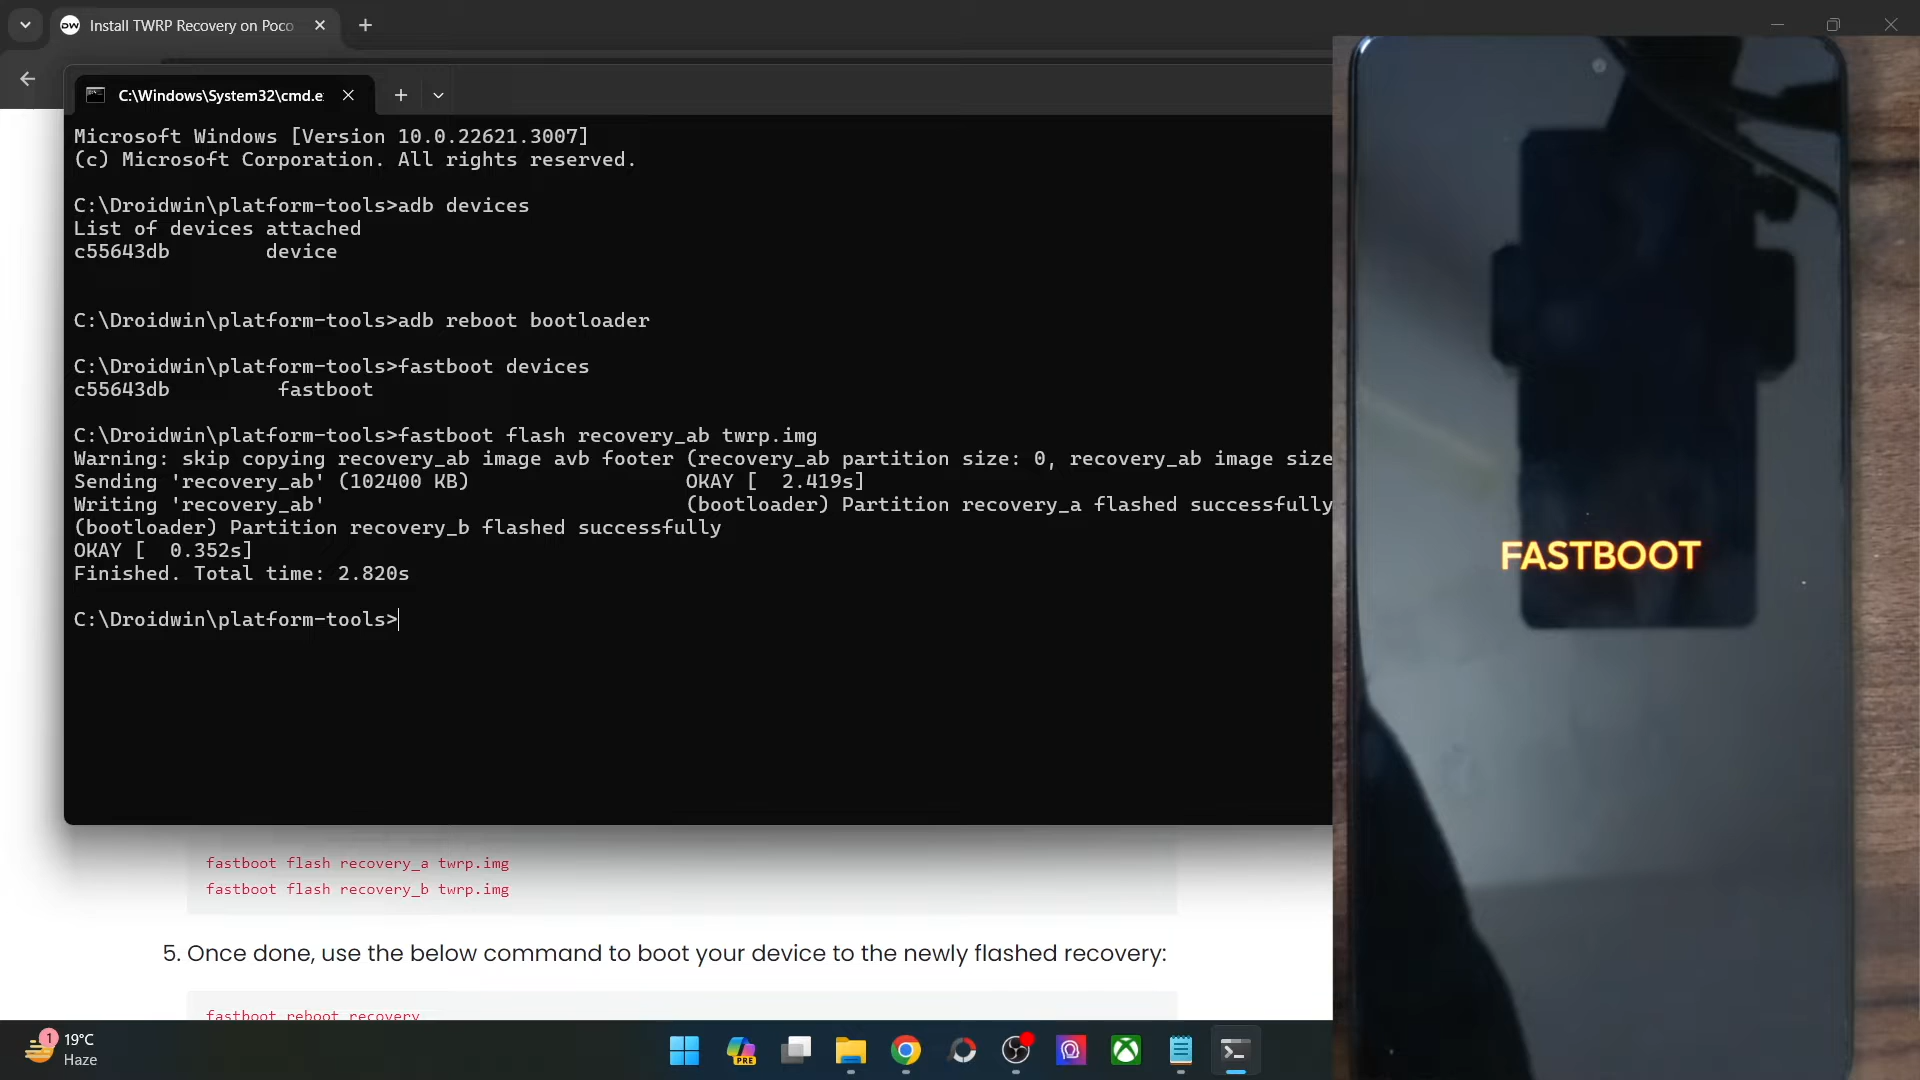 DW Install TWRP Recovery on Poco
C:\Windows\System32\cmd.e
Microsoft Windows [Version 10.0.22621.3007]
(c) Microsoft Corporation. All rights reserved.
C:\Droidwin\platform-tools>adb devices
List of devices attached
c55643db        device
C:\Droidwin\platform-tools>adb reboot bootloader
C:\Droidwin\platform-tools>fastboot devices
c55643db         fastboot
C:\Droidwin\platform-tools>fastboot flash recovery_ab twrp.img
Warning: skip copying recovery_ab image avb footer (recovery_ab partition size: 0, recovery_ab image size
Sending 'recovery_ab' (102400 KB)                  OKAY [  2.419s]
Writing 'recovery_ab'                              (bootloader) Partition recovery_a flashed successfully
(bootloader) Partition recovery_b flashed successfully
OKAY [  0.352s]
Finished. Total time: 2.820s
C:\Droidwin\platform-tools>
FASTBOOT
fastboot flash recovery_a twrp.img
fastboot flash recovery_b twrp.img
5. Once done, use the below command to boot your device to the newly flashed recovery:
fastboot reboot recovery
1
19°C
Haze
PRE